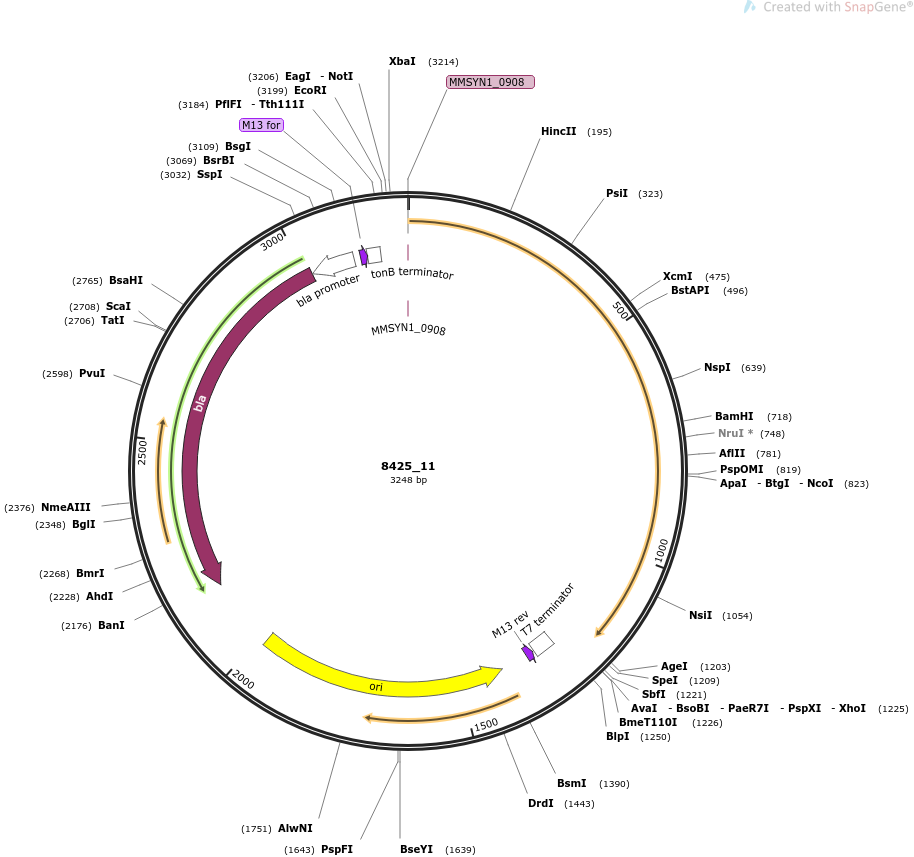 Created with SnapGene®
XbaI (3214)
(3206) EagI - NotI
(3199) EcoRI
(3184) PflFI - Tth111I
M13 for
(3109) BsgI
(3069) BsrBI
(3032) SspI
MMSYN1_0908
HincII (195)
PsiI (323)
XcmI (475)
BstAPI (496)
NspI (639)
BamHI (718)
NruI * (748)
AflII (781)
PspOMI (819)
ApaI - BtgI - NcoI (823)
NsiI (1054)
AgeI (1203)
SpeI (1209)
SbfI (1221)
AvaI - BsoBI - PaeR7I - PspXI - XhoI (1225)
BmeT110I (1226)
BlpI (1250)
BsmI (1390)
DrdI (1443)
BseYI (1639)
(1643) PspFI
(1751) AlwNI
(2176) BanI
(2228) AhdI
(2268) BmrI
(2348) BglI
(2376) NmeAIII
(2598) PvuI
(2706) TatI
(2708) ScaI
(2765) BsaHI
500
1000
1500
2000
2500
3000
tonB terminator
bla promoter
MMSYN1_0908
bla
8425_11
3248 bp
M13 rev
T7 terminator
ori